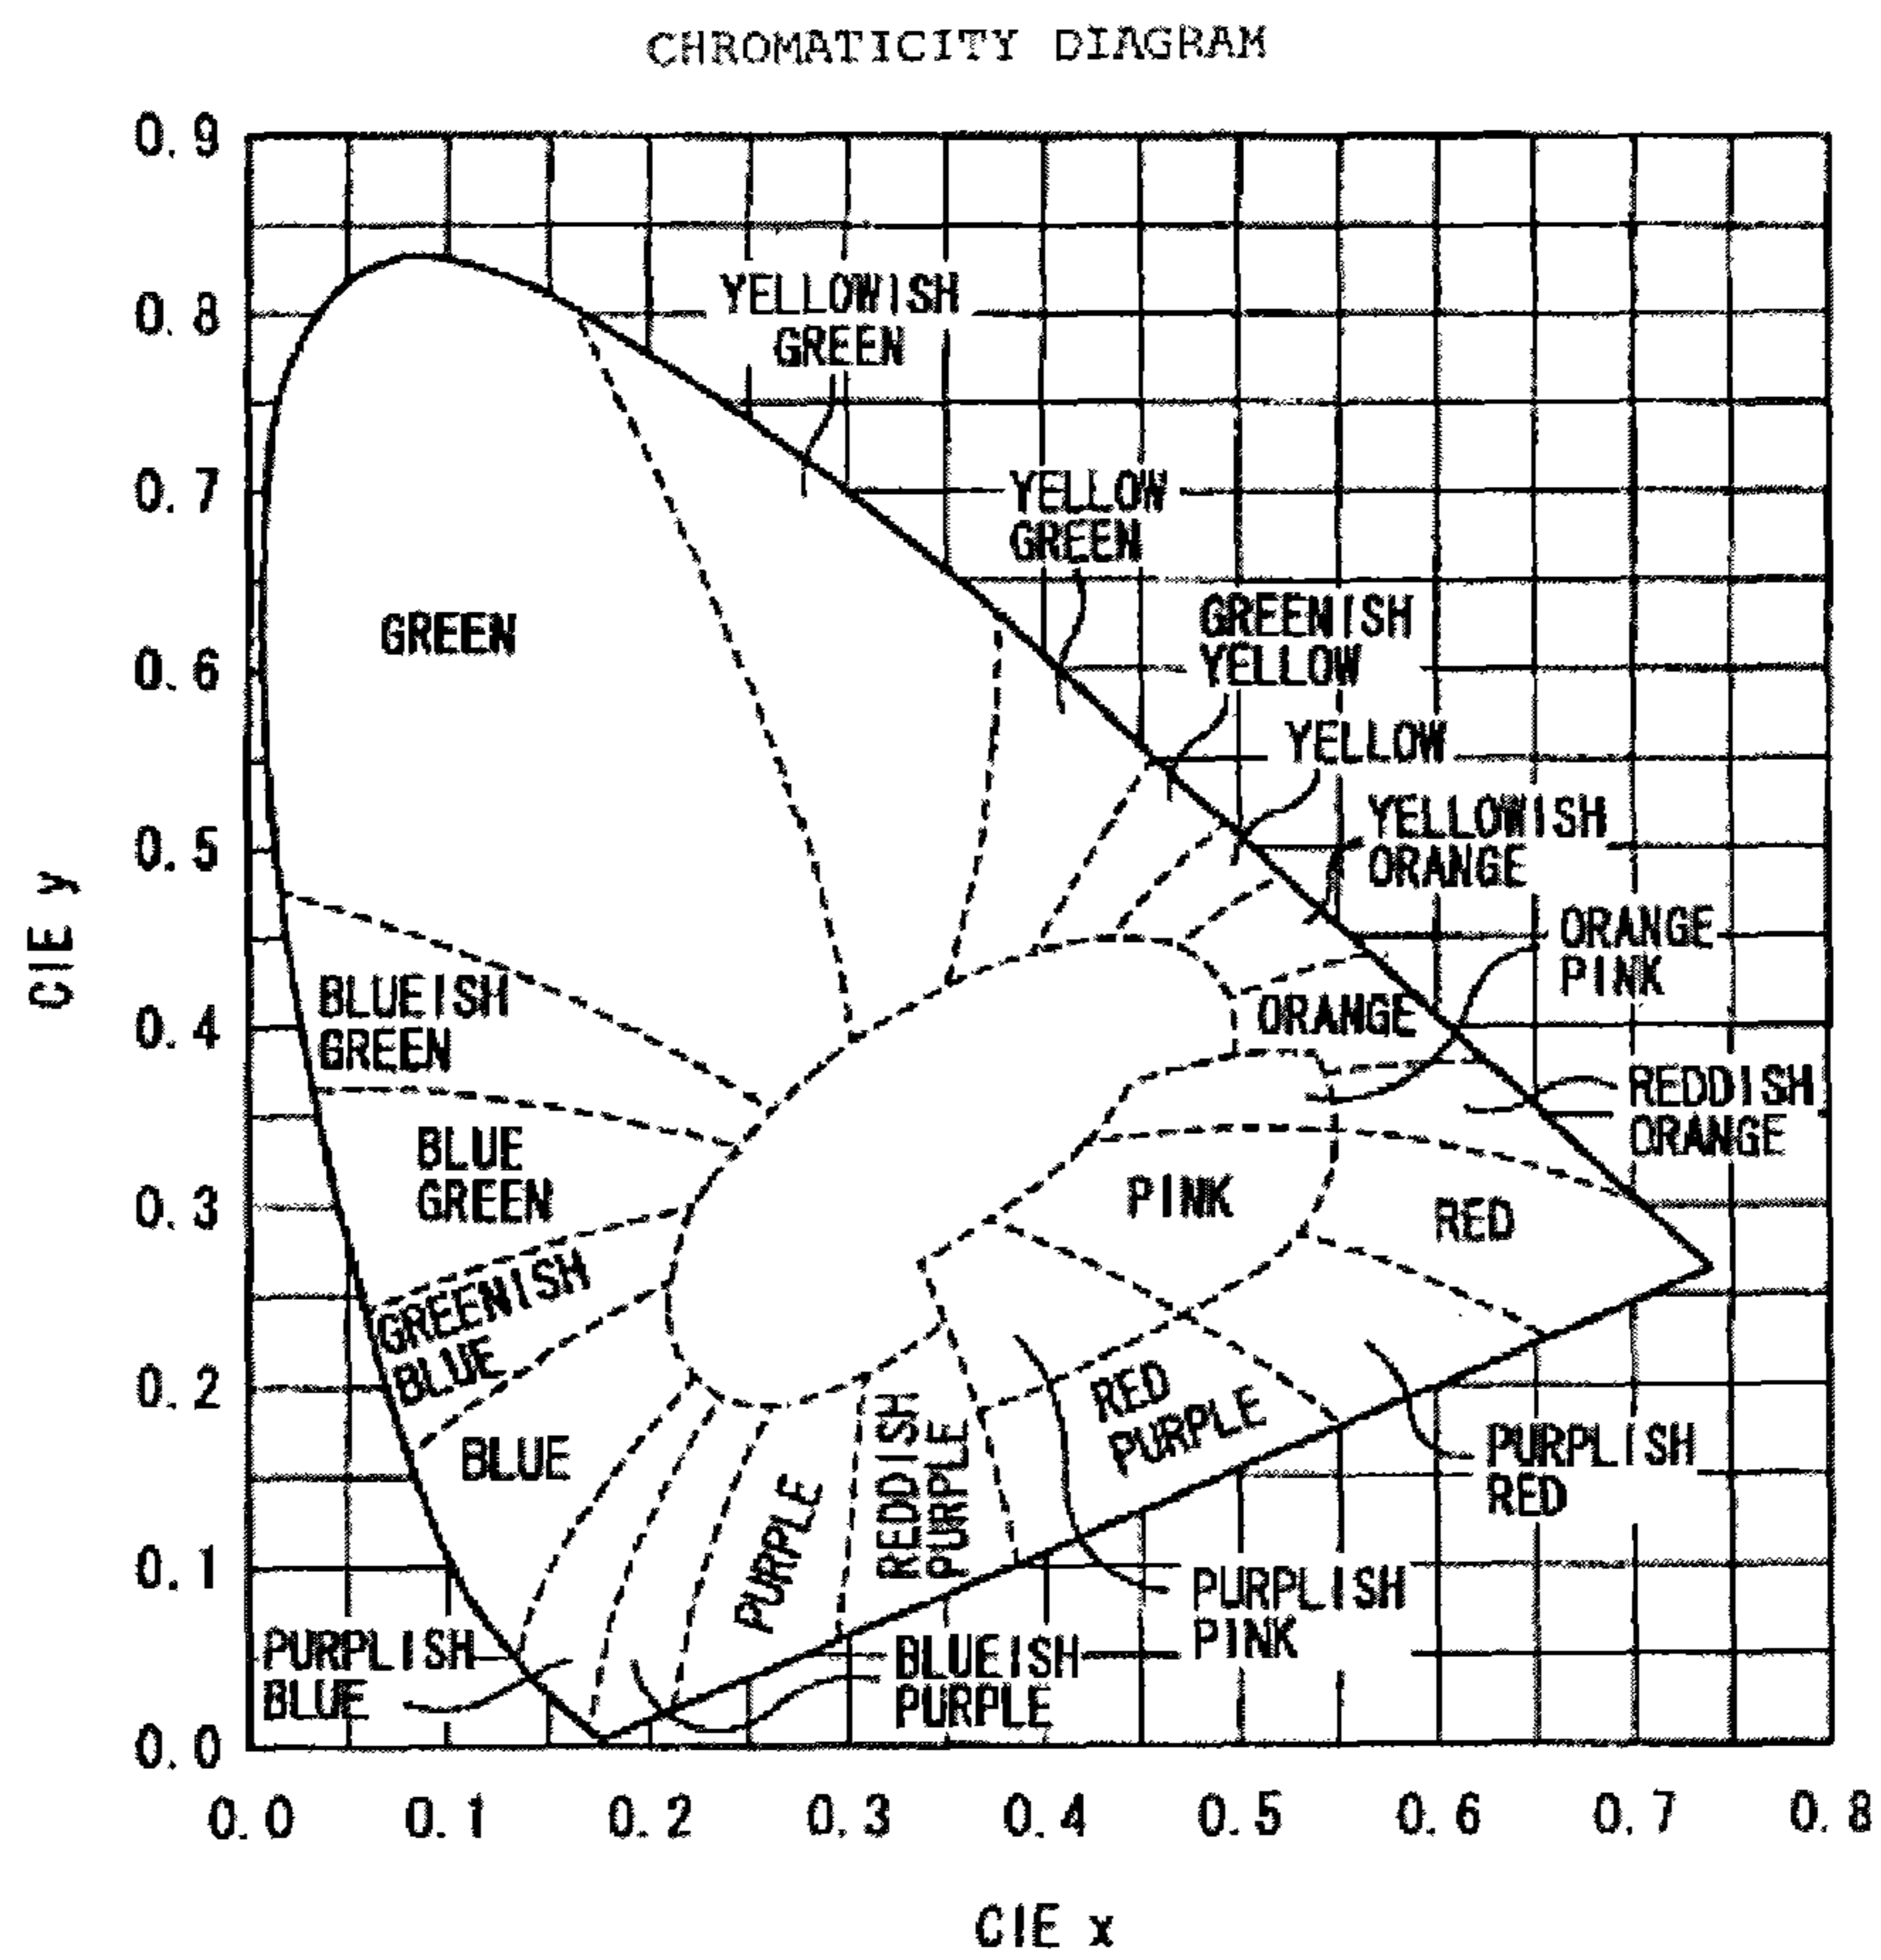 CHROMATICITY DIAGRAM
0.9
0.8
0.7
0.6
0.5
0.4
0.3
0.2
0.1
0.0
CIE y
YELLOWISH
GREEN
YELLOW
GREEN
GREENISH
YELLOW
YELLOW
YELLOWISH
ORANGE
ORANGE
PINK
GREEN
BLUEISH
GREEN
ORANGE
REDDISH
ORANGE
BLUE
GREEN
PINK
RED
GREENISH
BLUE
BLUE
PURPLE
REDDISH
PURPLE
RED
PURPLE
PURPLISH
RED
PURPLISH
PINK
PURPLISH
BLUE
BLUEISH
PURPLE
0.0 0.1 0.2 0.3 0.4 0.5 0.6 0.7 0.8
CIE x